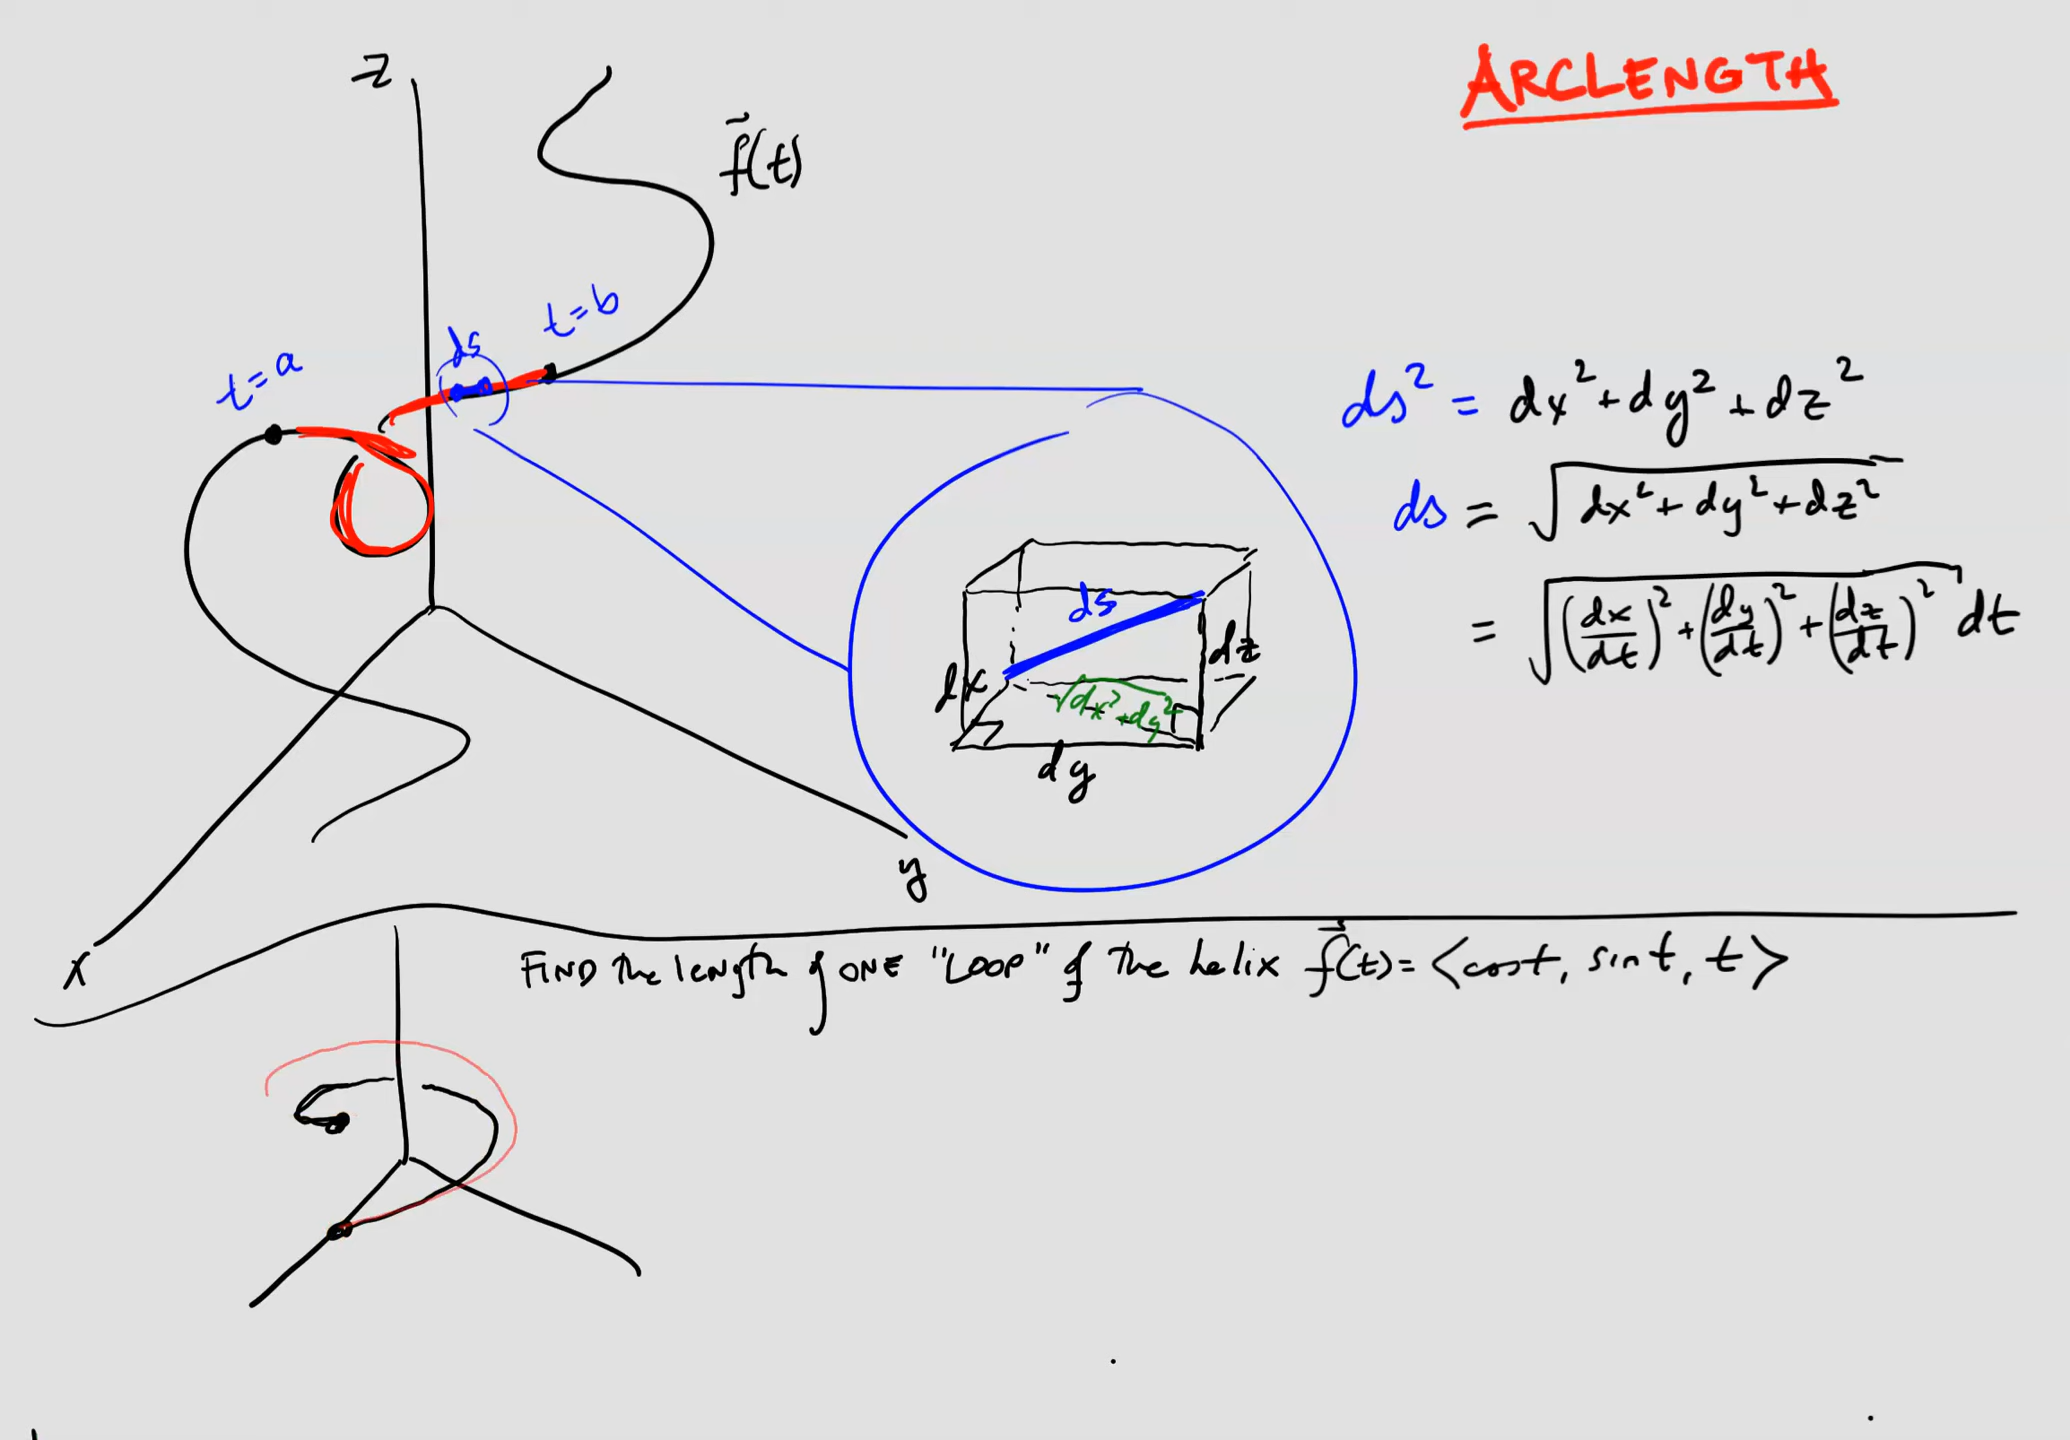 ARCLENGTH
z
f⃗(t)
t=b
ds
t=a
ds² = dx² + dy² + dz²
ds = √(dx² + dy² + dz²)
= √((dx/dt)² + (dy/dt)² + (dz/dt)²) dt
ds
dz
dx
√(dx²+dy²)
dy
y
x
FIND the length of ONE "LOOP" of the helix f⃗(t) = ⟨cost, sint, t⟩